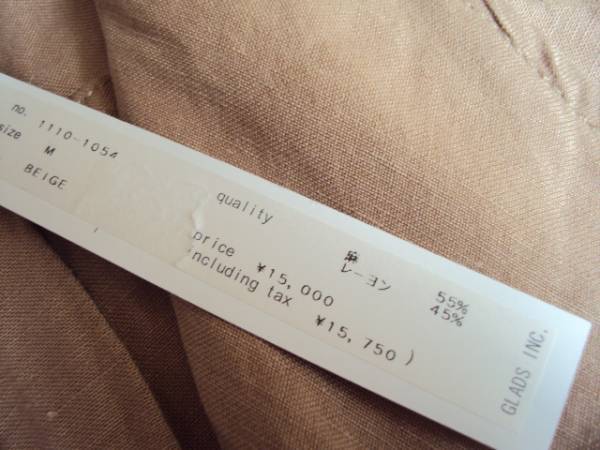 no. 1110-1054
size M
BEIGE
quality
麻 55%
レーヨン 45%
price ¥15,000
including tax ¥15,750)
GLADS INC.